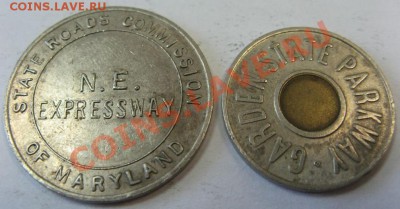 COINS.LAVE.RU
STATE ROADS COMMISSION
N.E.
EXPRESSWAY
OF MARYLAND
GARDEN STATE PARKWAY
COINS.LAVE.RU